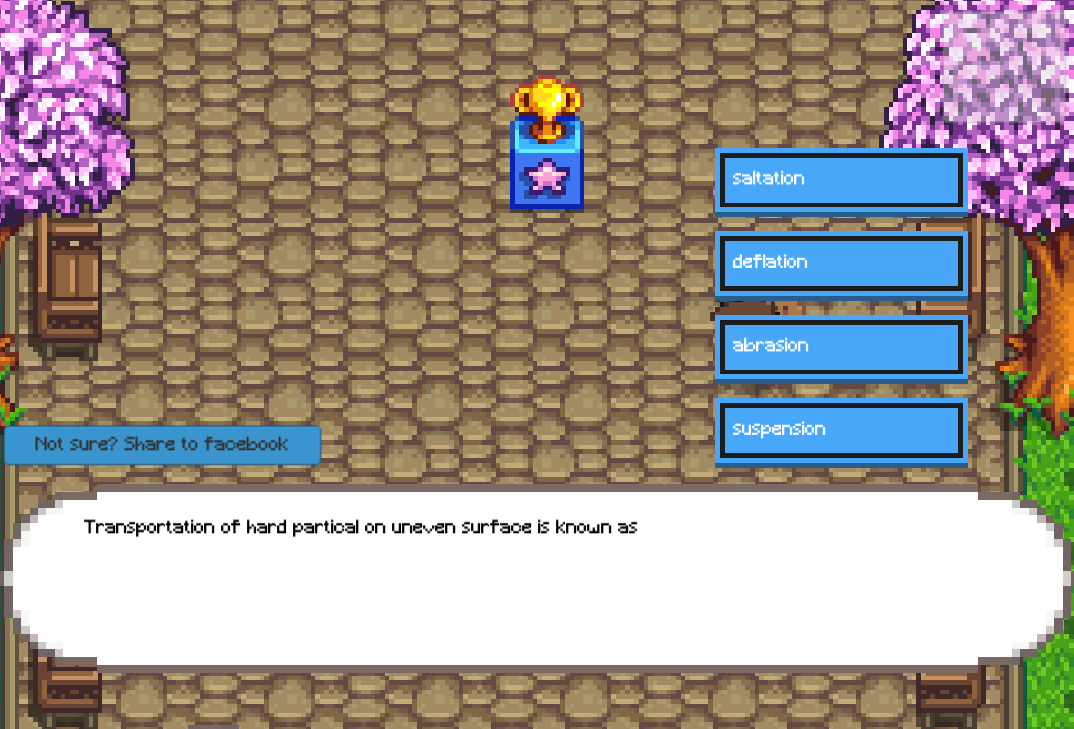 saltation
deflation
abrasion
suspension
Not sure? Share to facebook
Transportation of hard partical on uneven surface is known as